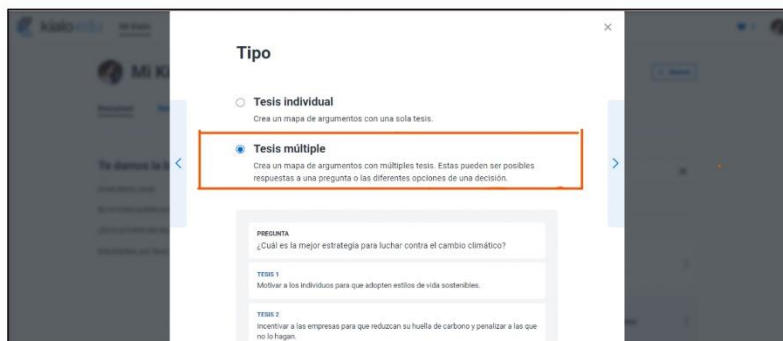 kialo edu
Mi Kialo
Mi Ki
Tipo
Tesis individual
Crea un mapa de argumentos con una sola tesis.
Tesis múltiple
Crea un mapa de argumentos con múltiples tesis. Estas pueden ser posibles
respuestas a una pregunta o las diferentes opciones de una decisión.
Te damos la b
PREGUNTA
¿Cuál es la mejor estrategia para luchar contra el cambio climático?
TESIS 1
Motivar a los individuos para que adopten estilos de vida sostenibles.
TESIS 2
Incentivar a las empresas para que reduzcan su huella de carbono y penalizar a las que
no lo hagan.